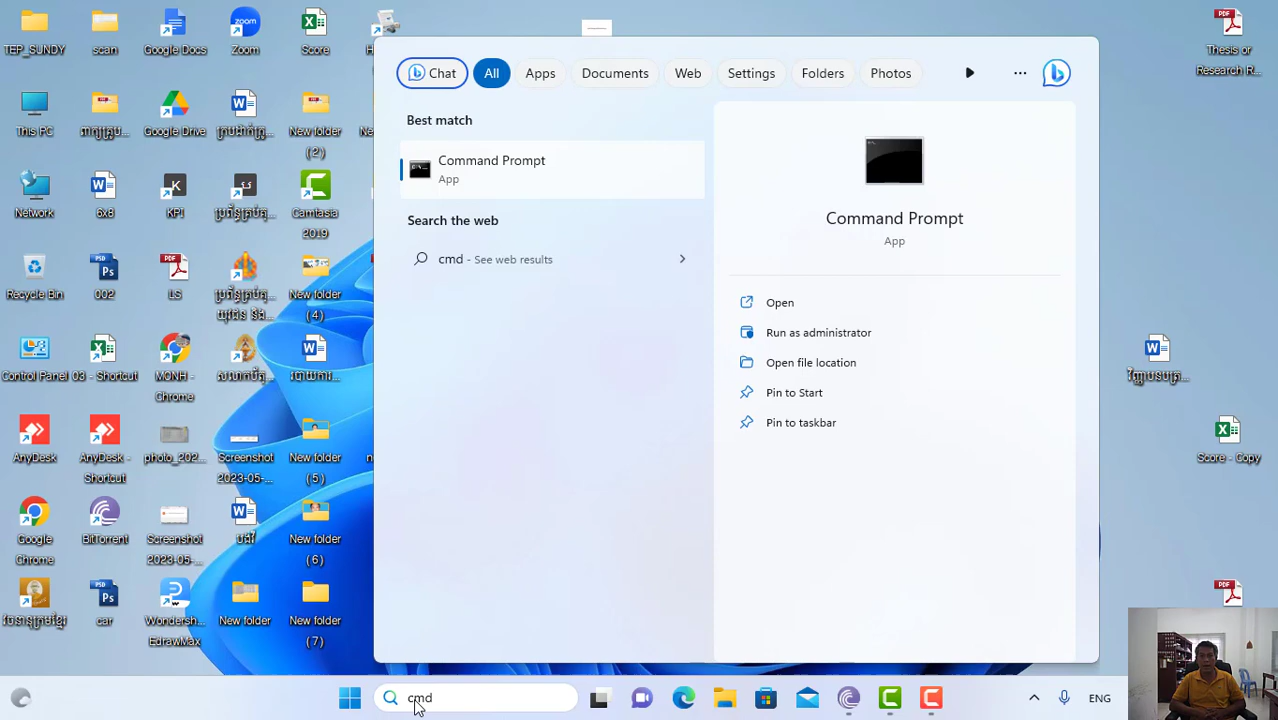 TEP_SUNDY
scan
Google Docs
Zoom
Score
Thesis or
Research R...
This PC
Google Drive
New folder
(2)
Network
6x8
KPI
Camtasia
2019
Recycle Bin
002
LS
New folder
(4)
Control Panel
03 - Shortcut
MONH -
Chrome
AnyDesk
AnyDesk -
Shortcut
photo_202...
Screenshot
2023-05-...
New folder
(5)
Score - Copy
Google
Chrome
BitTorrent
Screenshot
2023-05-...
New folder
(6)
car
Wondersh...
EdrawMax
New folder
New folder
(7)
Chat
All
Apps
Documents
Web
Settings
Folders
Photos
Best match
Command Prompt
App
Search the web
cmd - See web results
Command Prompt
App
Open
Run as administrator
Open file location
Pin to Start
Pin to taskbar
cmd
ENG